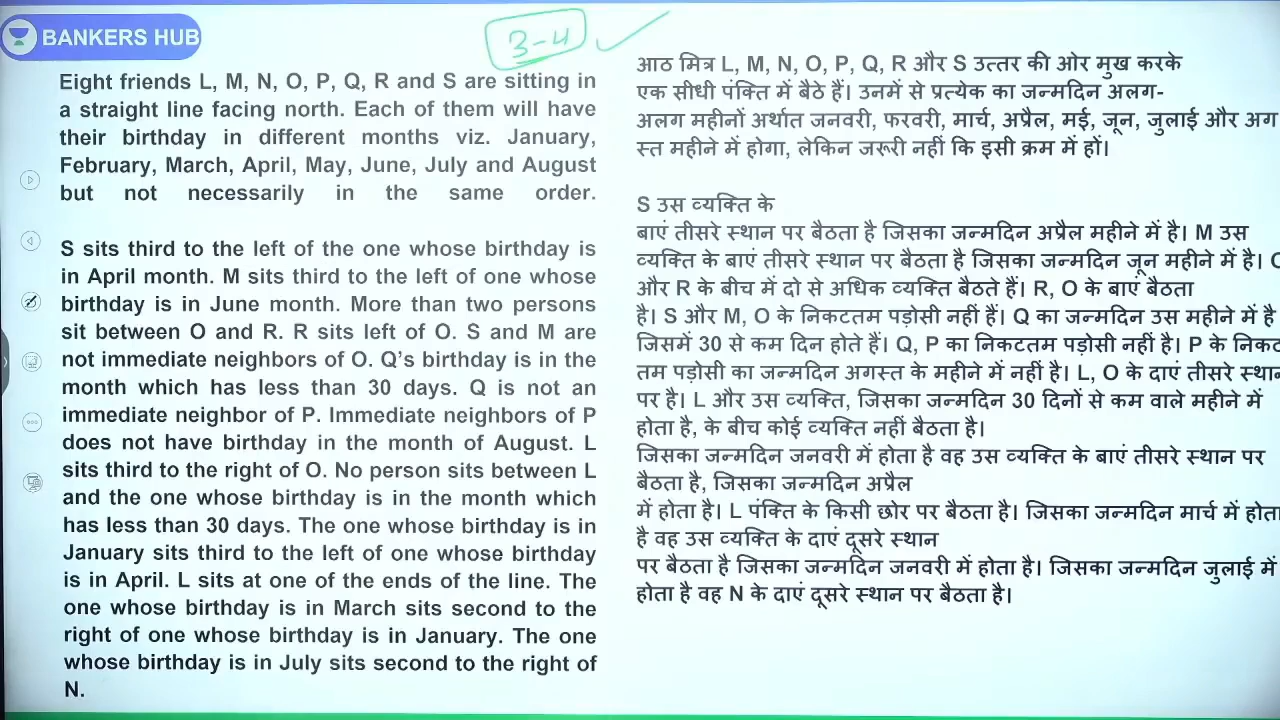 BANKERS HUB
3-4
Eight friends L, M, N, O, P, Q, R and S are sitting in
a straight line facing north. Each of them will have
their birthday in different months viz. January,
February, March, April, May, June, July and August
but not necessarily in the same order.
S sits third to the left of the one whose birthday is
in April month. M sits third to the left of one whose
birthday is in June month. More than two persons
sit between O and R. R sits left of O. S and M are
not immediate neighbors of O. Q's birthday is in the
month which has less than 30 days. Q is not an
immediate neighbor of P. Immediate neighbors of P
does not have birthday in the month of August. L
sits third to the right of O. No person sits between L
and the one whose birthday is in the month which
has less than 30 days. The one whose birthday is in
January sits third to the left of one whose birthday
is in April. L sits at one of the ends of the line. The
one whose birthday is in March sits second to the
right of one whose birthday is in January. The one
whose birthday is in July sits second to the right of
N.
आठ मित्र L, M, N, O, P, Q, R और S उत्तर की ओर मुख करके
एक सीधी पंक्ति में बैठे हैं। उनमें से प्रत्येक का जन्मदिन अलग-
अलग महीनों अर्थात जनवरी, फरवरी, मार्च, अप्रैल, मई, जून, जुलाई और अग
स्त महीने में होगा, लेकिन जरूरी नहीं कि इसी क्रम में हों।
S उस व्यक्ति के
बाएं तीसरे स्थान पर बैठता है जिसका जन्मदिन अप्रैल महीने में है। M उस
व्यक्ति के बाएं तीसरे स्थान पर बैठता है जिसका जन्मदिन जून महीने में है।
और R के बीच में दो से अधिक व्यक्ति बैठते हैं। R, O के बाएं बैठता
है। S और M, O के निकटतम पड़ोसी नहीं हैं। Q का जन्मदिन उस महीने में है
जिसमें 30 से कम दिन होते हैं। Q, P का निकटतम पड़ोसी नहीं है। P के निकट
तम पड़ोसी का जन्मदिन अगस्त के महीने में नहीं है। L, O के दाएं तीसरे स्थान
पर है। L और उस व्यक्ति, जिसका जन्मदिन 30 दिनों से कम वाले महीने में
होता है, के बीच कोई व्यक्ति नहीं बैठता है।
जिसका जन्मदिन जनवरी में होता है वह उस व्यक्ति के बाएं तीसरे स्थान पर
बैठता है, जिसका जन्मदिन अप्रैल
में होता है। L पंक्ति के किसी छोर पर बैठता है। जिसका जन्मदिन मार्च में होता
है वह उस व्यक्ति के दाएं दूसरे स्थान
पर बैठता है जिसका जन्मदिन जनवरी में होता है। जिसका जन्मदिन जुलाई में
होता है वह N के दाएं दूसरे स्थान पर बैठता है।